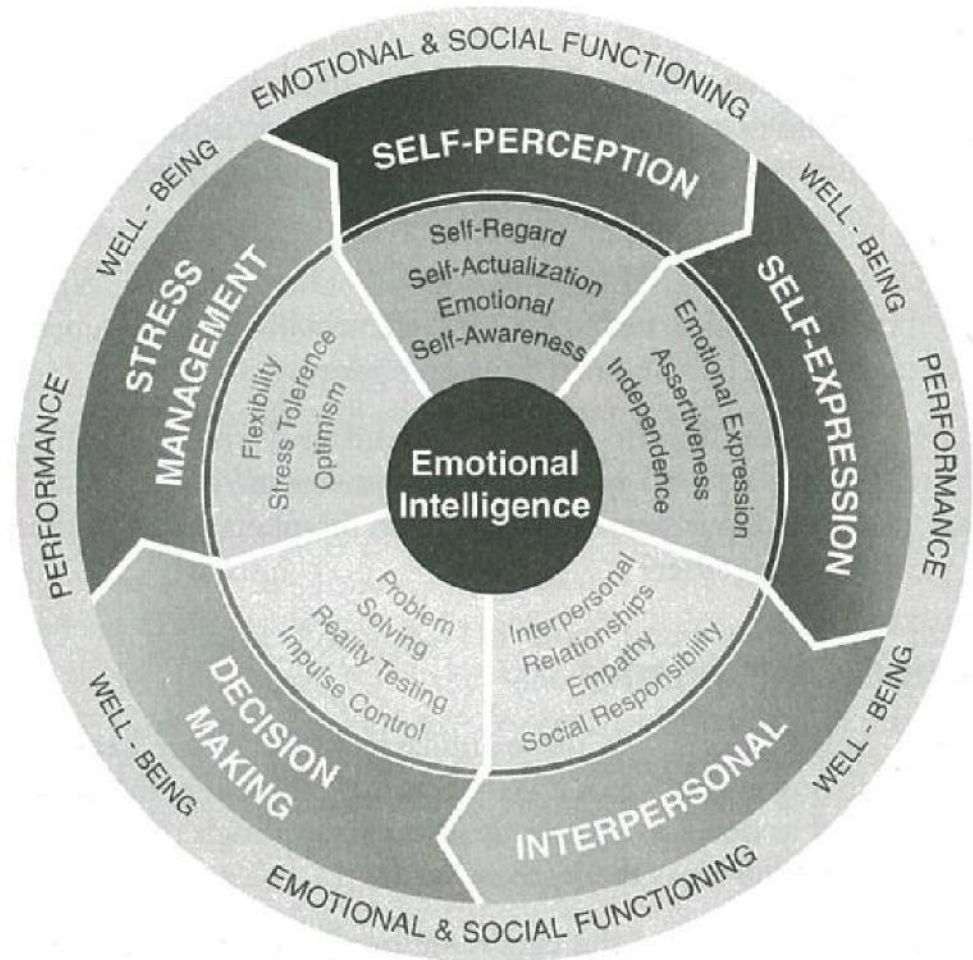 EMOTIONAL & SOCIAL FUNCTIONING
WELL - BEING
WELL - BEING
PERFORMANCE
PERFORMANCE
WELL - BEING
WELL - BEING
EMOTIONAL & SOCIAL FUNCTIONING
SELF-PERCEPTION
Self-Regard
Self-Actualization
Emotional
Self-Awareness
SELF-EXPRESSION
Emotional Expression
Assertiveness
Independence
INTERPERSONAL
Interpersonal
Relationships
Empathy
Social Responsibility
DECISION
MAKING
Problem
Solving
Reality Testing
Impulse Control
STRESS
MANAGEMENT
Flexibility
Stress Tolerence
Optimism
Emotional
Intelligence